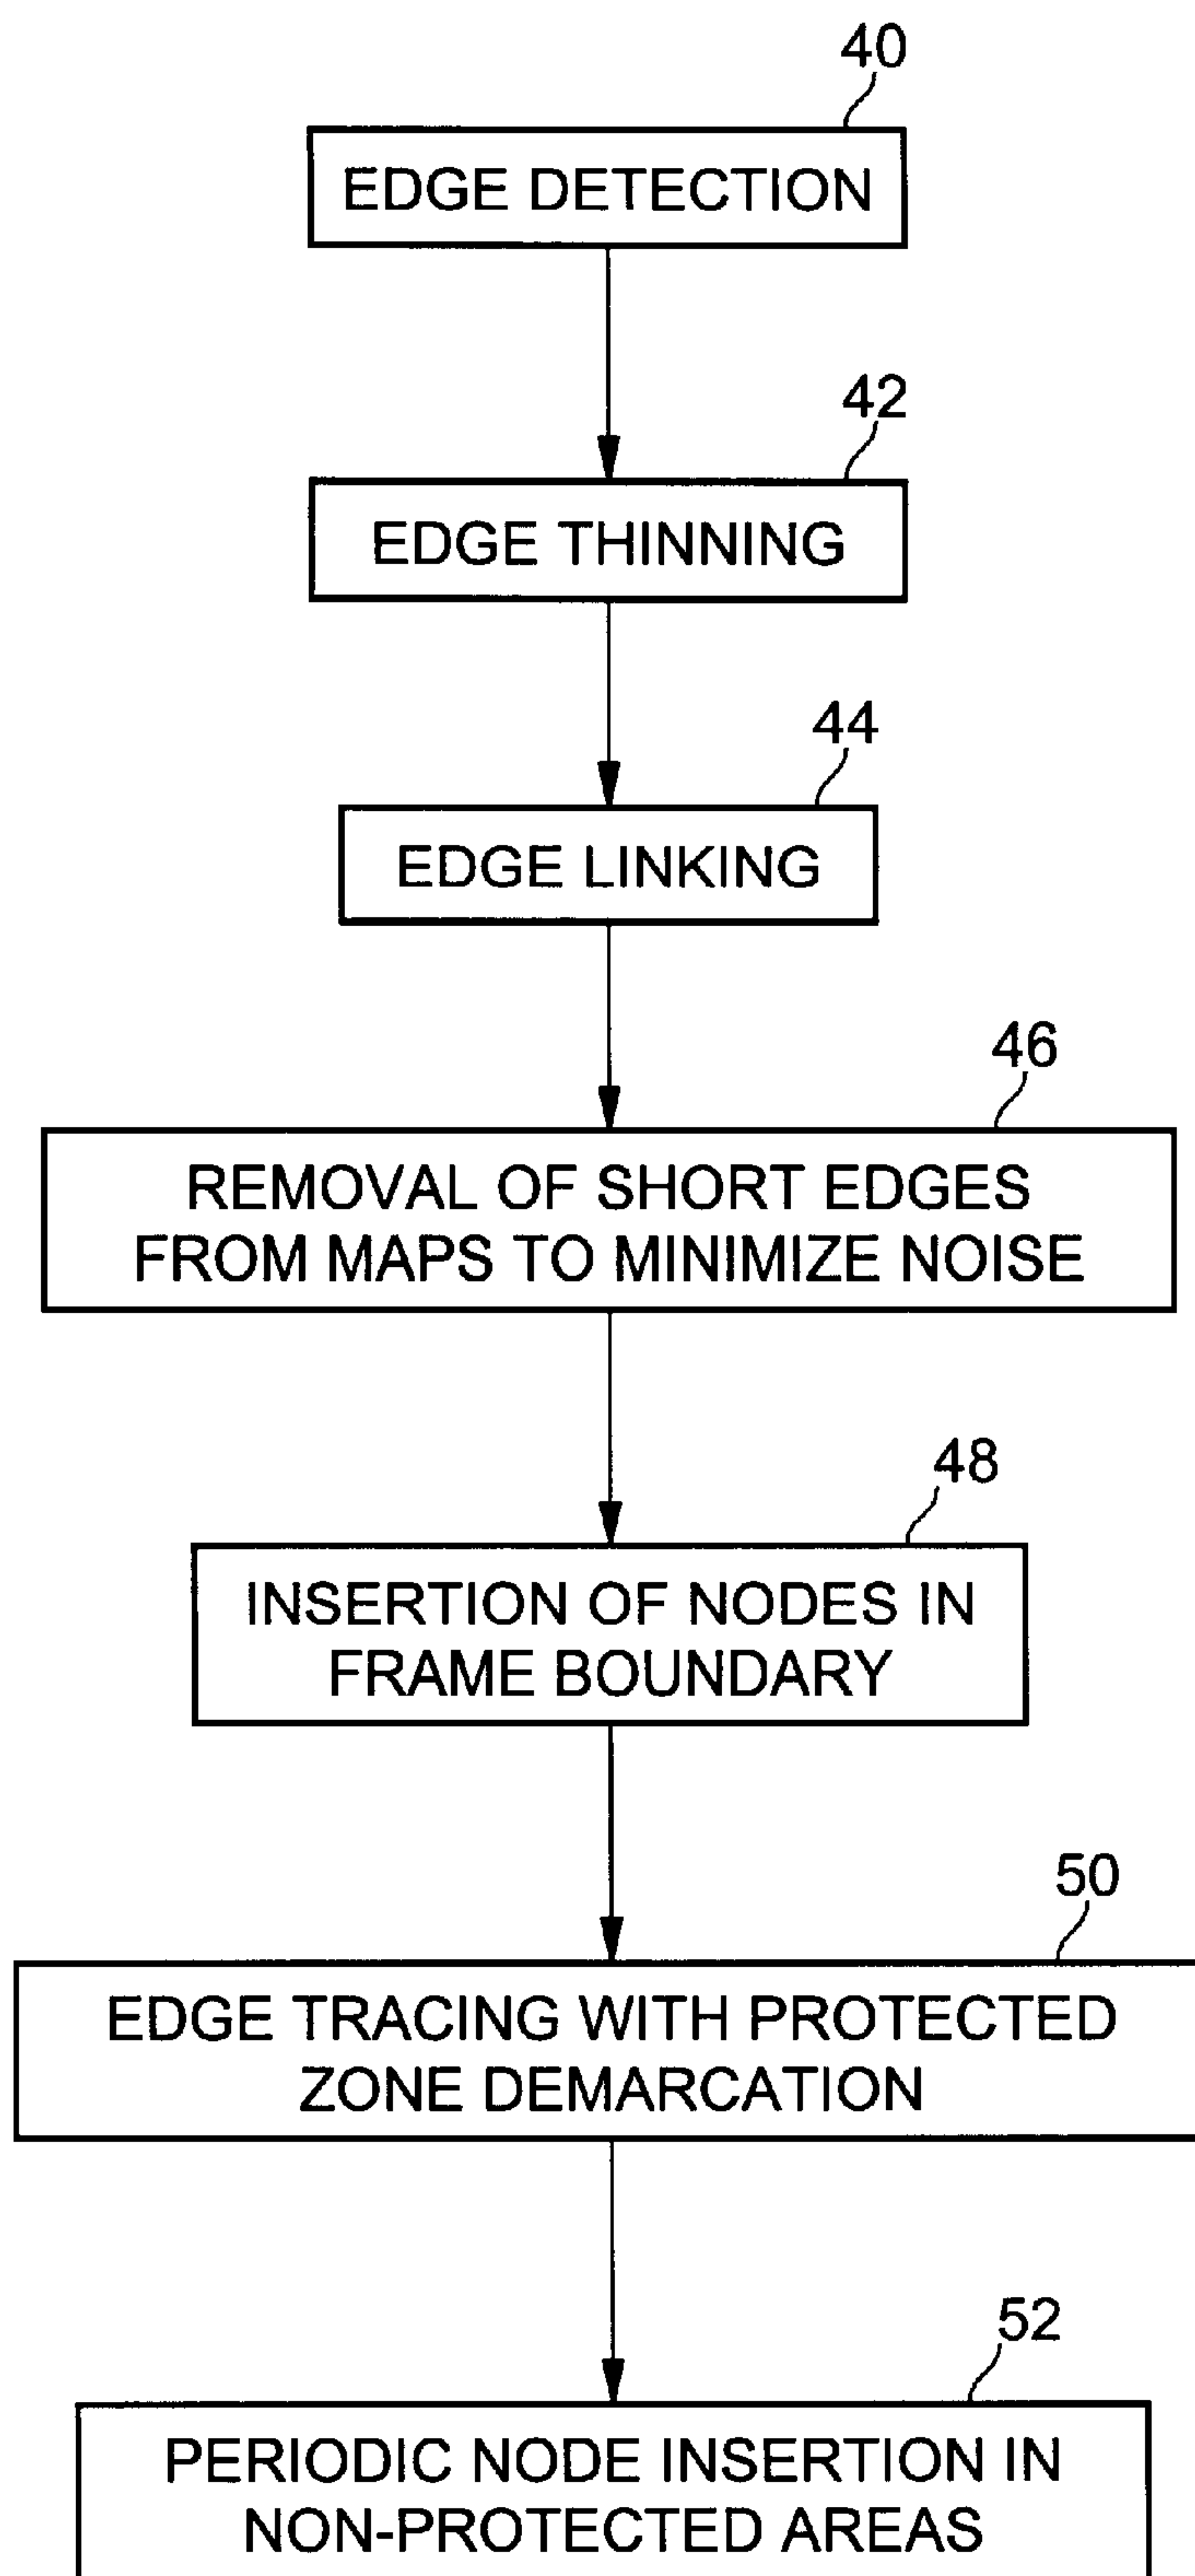 40
EDGE DETECTION
42
EDGE THINNING
44
EDGE LINKING
46
REMOVAL OF SHORT EDGES
FROM MAPS TO MINIMIZE NOISE
48
INSERTION OF NODES IN
FRAME BOUNDARY
50
EDGE TRACING WITH PROTECTED
ZONE DEMARCATION
52
PERIODIC NODE INSERTION IN
NON-PROTECTED AREAS